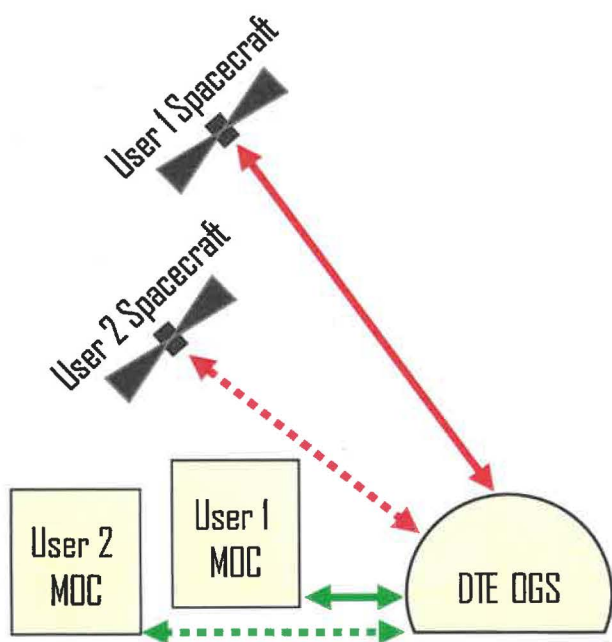 User 1 Spacecraft
User 2 Spacecraft
User 2
MOC
User 1
MOC
DTE OGS